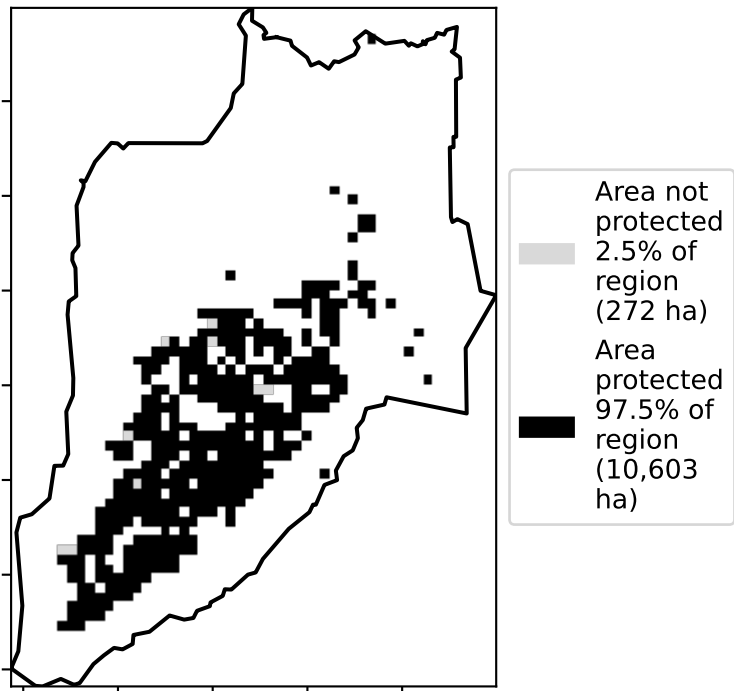 Area not
protected
2.5% of
region
(272 ha)
Area
protected
97.5% of
region
(10,603
ha)